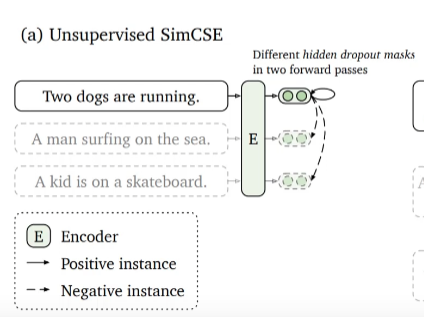 (a) Unsupervised SimCSE
Different hidden dropout masks
in two forward passes
Two dogs are running.
A man surfing on the sea.
E
A kid is on a skateboard.
E Encoder
Positive instance
Negative instance